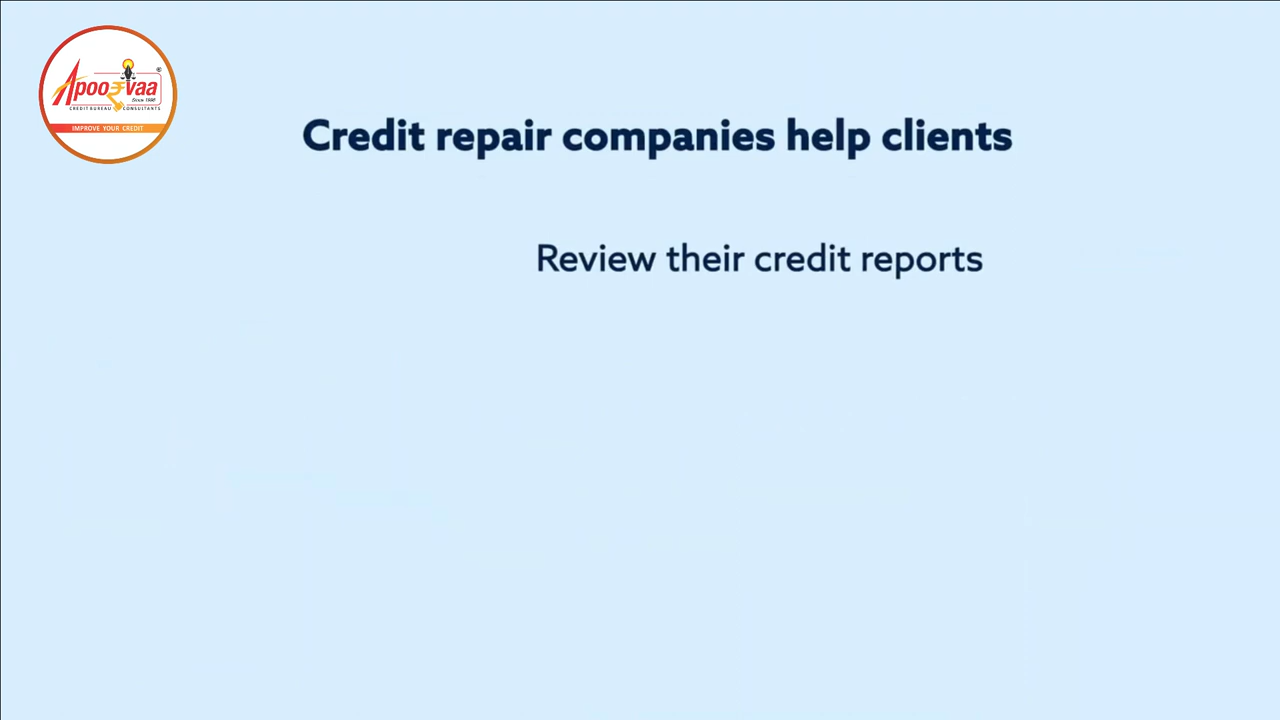 Apoorvaa
®
Since 1996
CREDIT BUREAU CONSULTANTS
IMPROVE YOUR CREDIT
Credit repair companies help clients
Review their credit reports